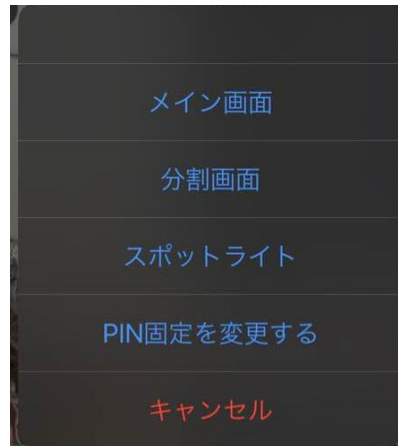 メイン画面
分割画面
スポットライト
PIN固定を変更する
キャンセル